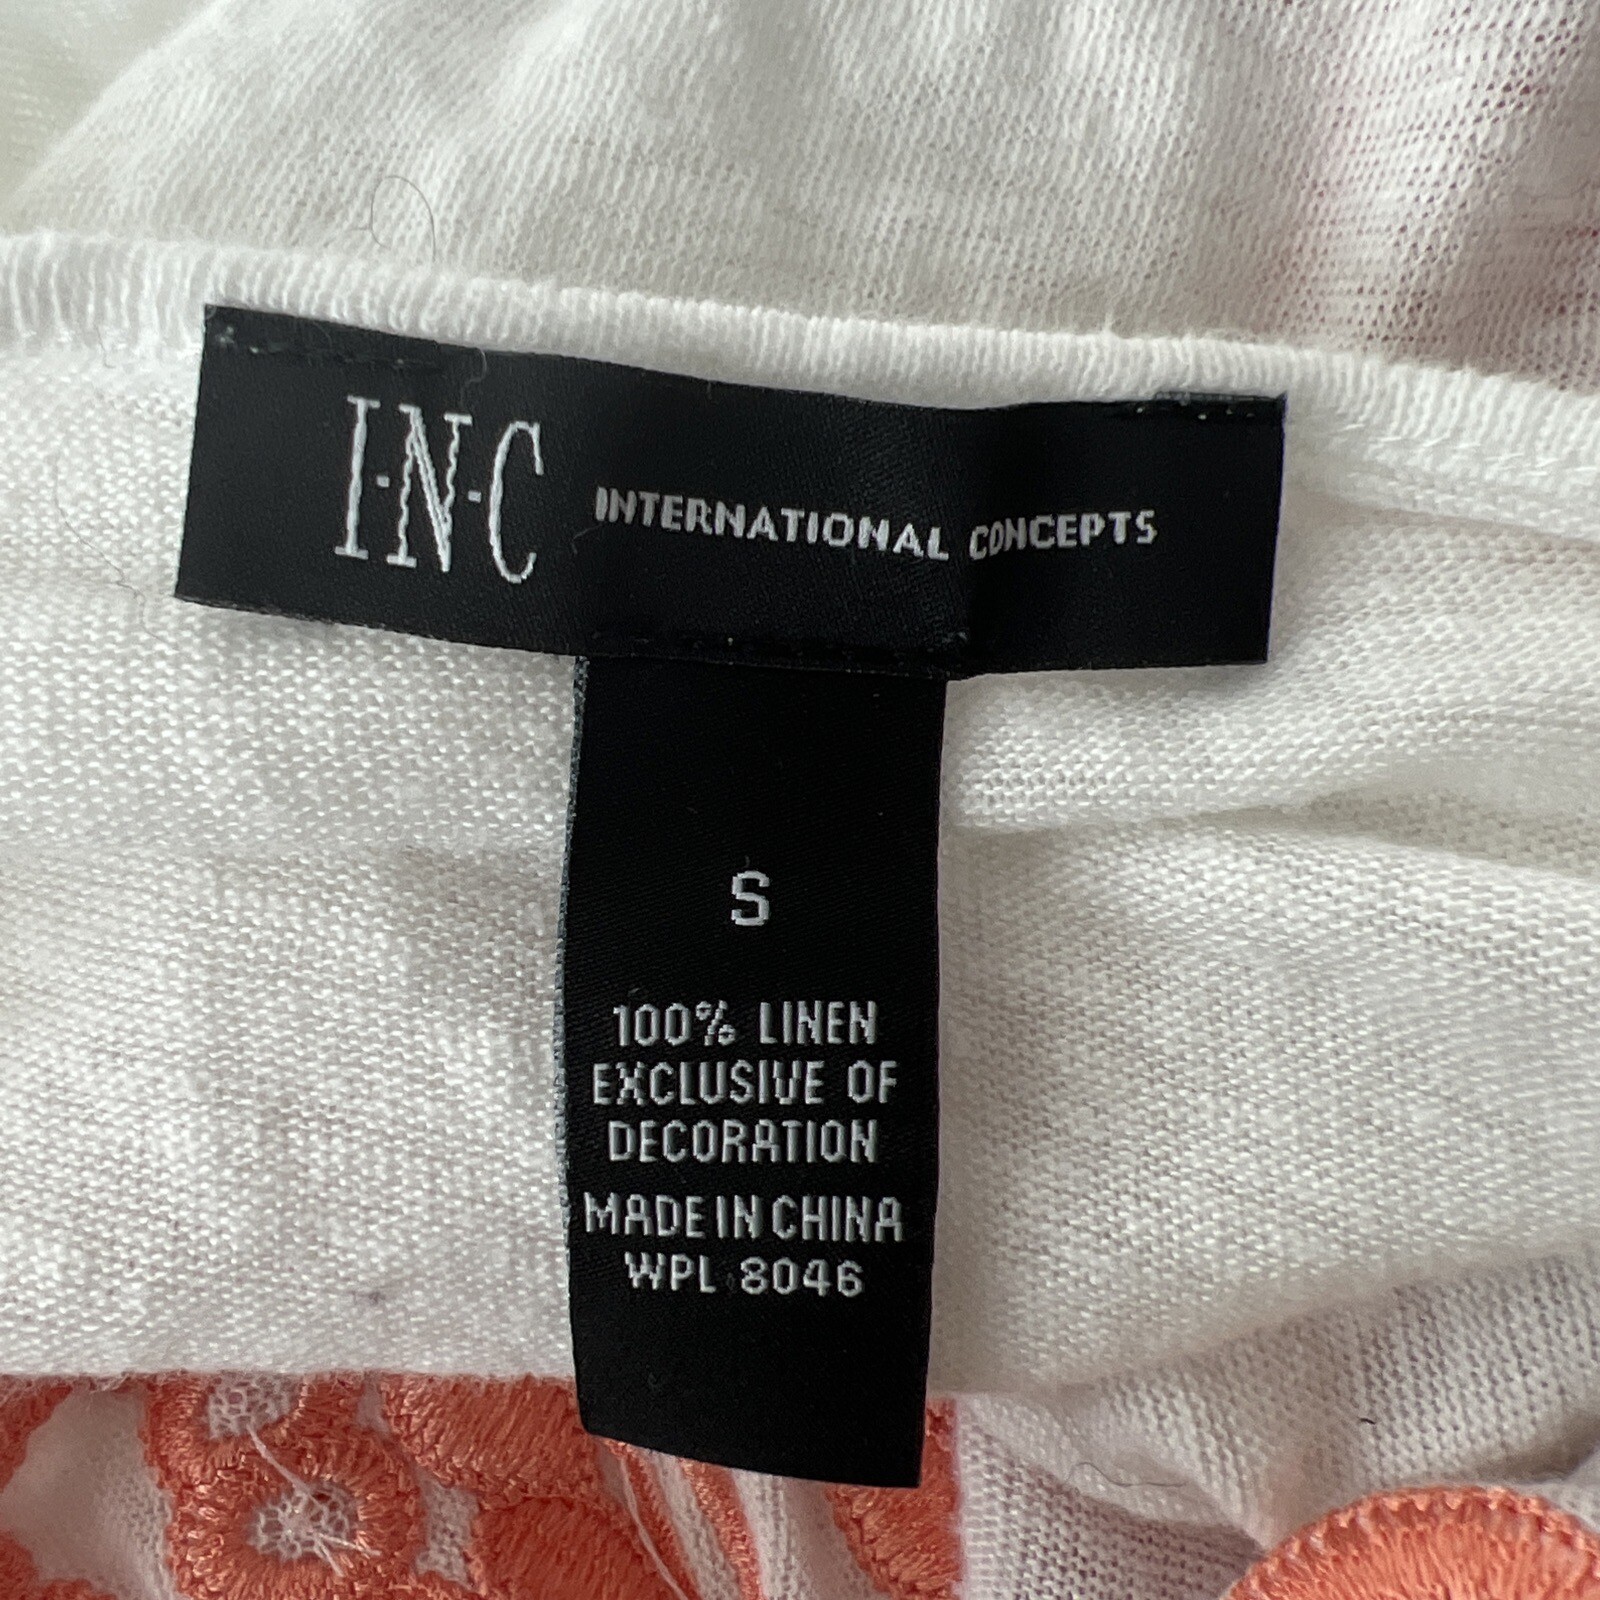 I·N·C INTERNATIONAL CONCEPTS
S
100% LINEN
EXCLUSIVE OF
DECORATION
MADE IN CHINA
WPL 8046